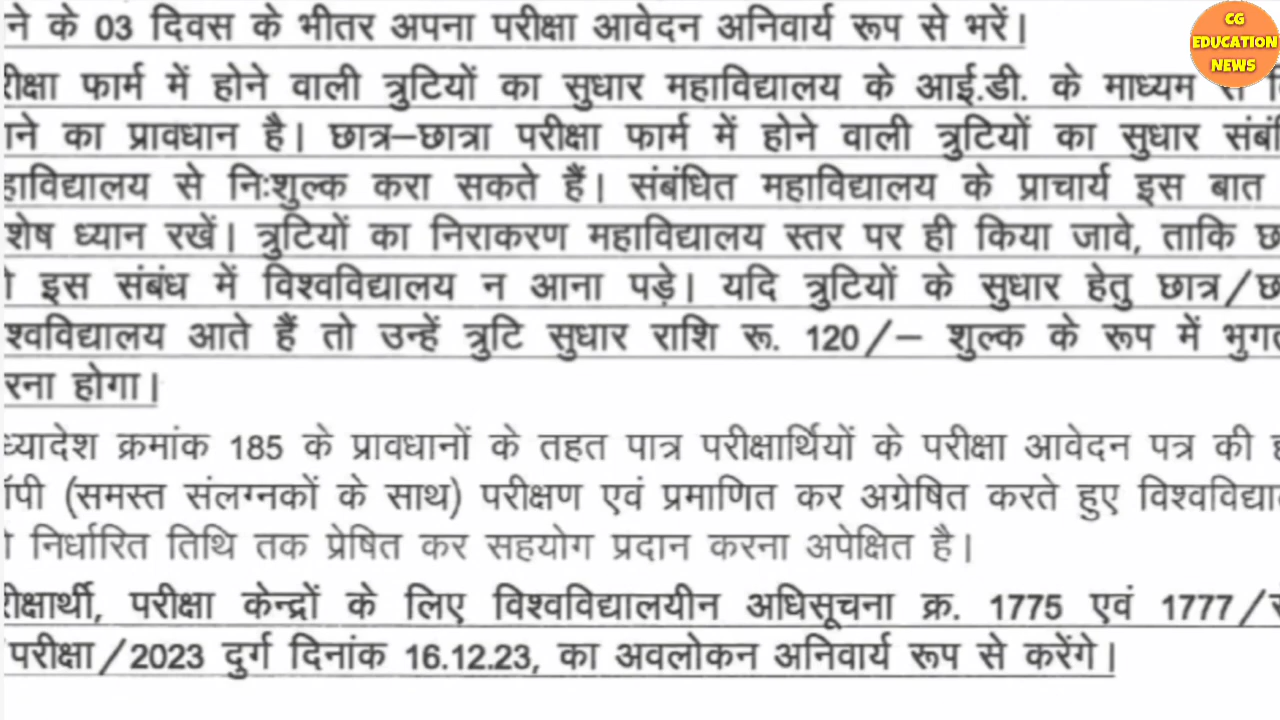 ने के 03 दिवस के भीतर अपना परीक्षा आवेदन अनिवार्य रूप से भरें।
CG
EDUCATION
NEWS
फार्म में होने वाली त्रुटियों का सुधार महाविद्यालय के आई.डी. के माध्यम
का प्रावधान है। छात्र–छात्रा परीक्षा फार्म में होने वाली त्रुटियों का सुधार
से निःशुल्क करा सकते हैं। संबंधित महाविद्यालय के प्राचार्य इस बात
शेष ध्यान रखें। त्रुटियों का निराकरण महाविद्यालय स्तर पर ही किया जावे, ताकि
इस संबंध में विश्वविद्यालय न आना पड़े। यदि त्रुटियों के सुधार हेतु छात्र/
श्वविद्यालय आते हैं तो उन्हें त्रुटि सुधार राशि रू. 120/– शुल्क के रूप में
रना होगा।
ध्यादेश क्रमांक 185 के प्रावधानों के तहत पात्र परीक्षार्थियों के परीक्षा आवेदन पत्र की
पी (समस्त संलग्नकों के साथ) परीक्षण एवं प्रमाणित कर अग्रेषित करते हुए
निर्धारित तिथि तक प्रेषित कर सहयोग प्रदान करना अपेक्षित है।
परीक्षा केन्द्रों के लिए विश्वविद्यालयीन अधिसूचना क्र. 1775 एवं 1777/
परीक्षा/2023 दुर्ग दिनांक 16.12.23, का अवलोकन अनिवार्य रूप से करेंगे।